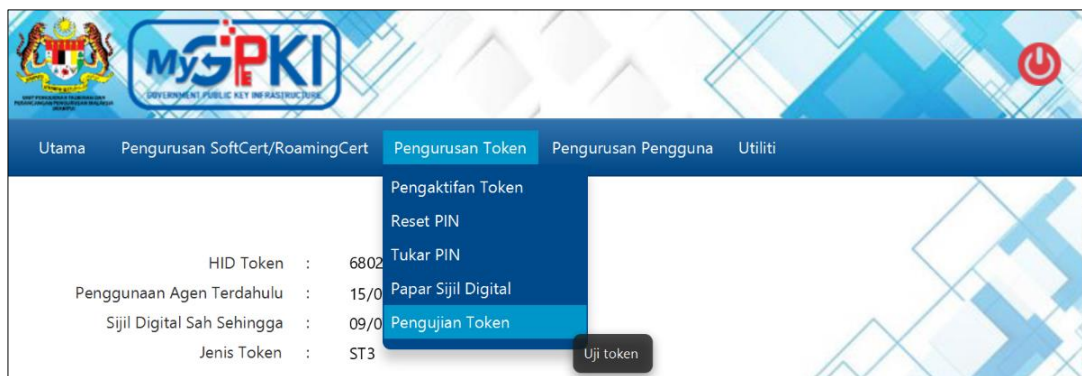 MyGPKI
GOVERNMENT PUBLIC KEY INFRASTRUCTURE
Utama Pengurusan SoftCert/RoamingCert Pengurusan Token Pengurusan Pengguna Utiliti
Pengaktifan Token
Reset PIN
Tukar PIN
Papar Sijil Digital
Pengujian Token
Uji token
HID Token : 6802
Penggunaan Agen Terdahulu : 15/0
Sijil Digital Sah Sehingga : 09/0
Jenis Token : ST3